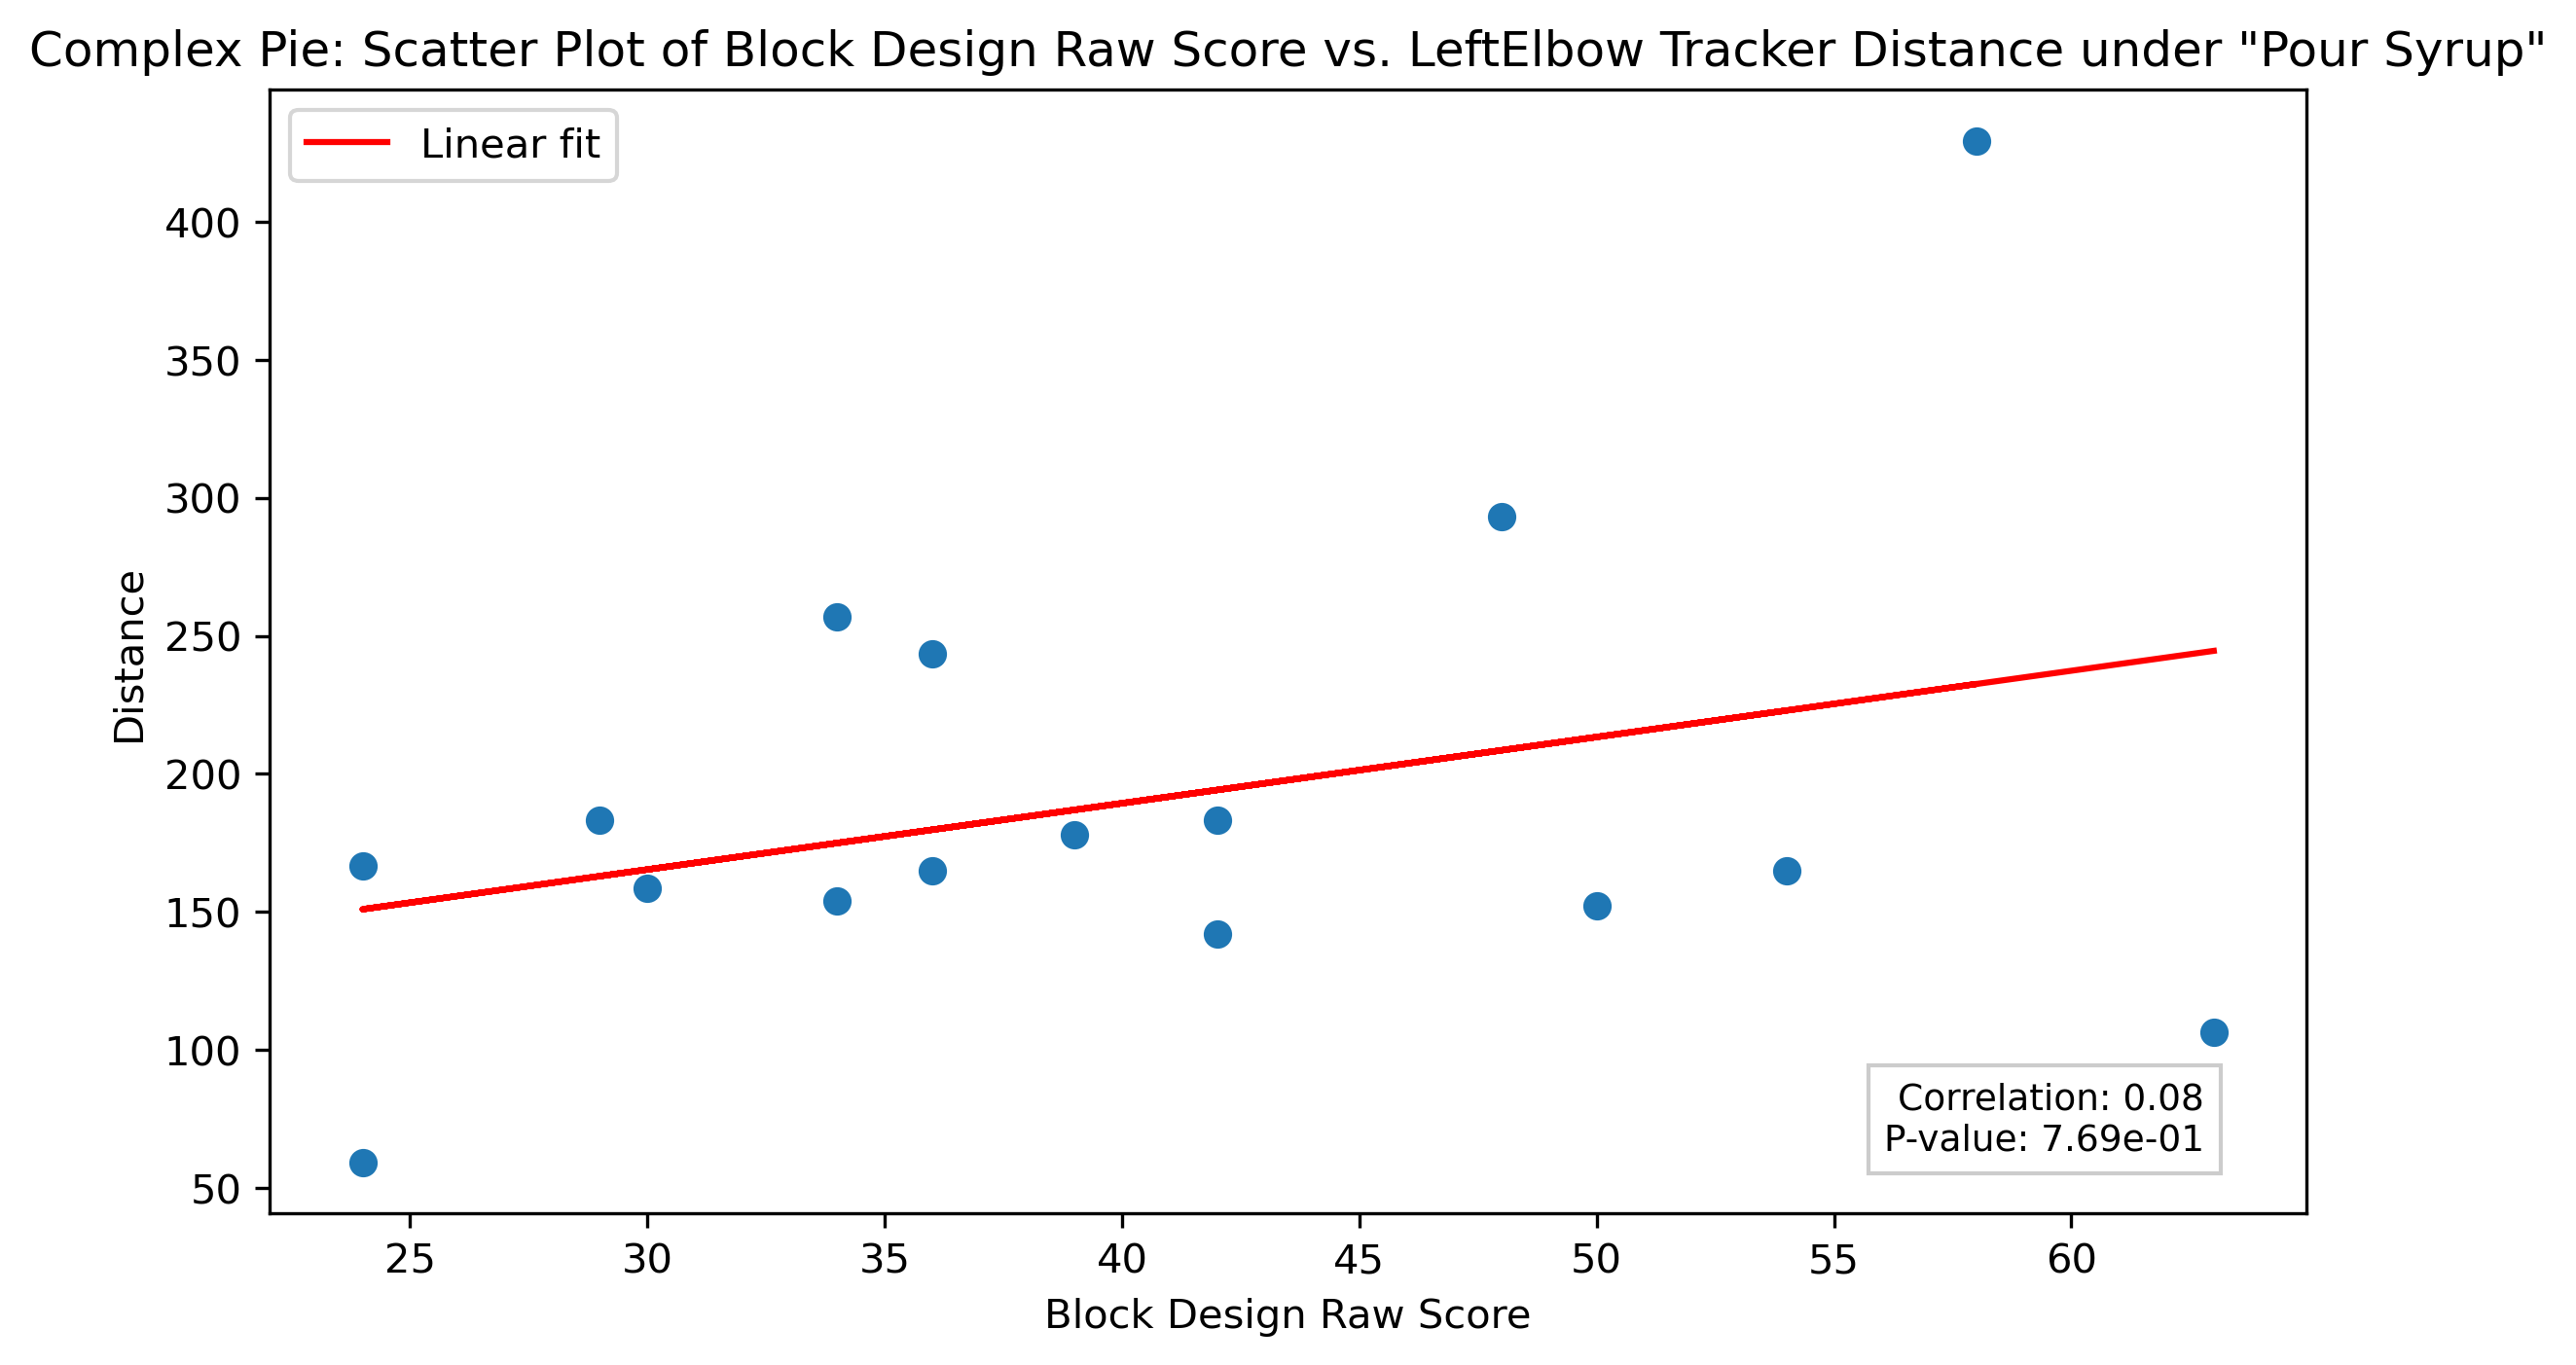 Complex Pie: Scatter Plot of Block Design Raw Score vs. LeftElbow Tracker Distance under "Pour Syrup"
Linear fit
400
350
300
250
200
150
100
50
Distance
Correlation: 0.08
P-value: 7.69e-01
25 30 35 40 45 50 55 60
Block Design Raw Score